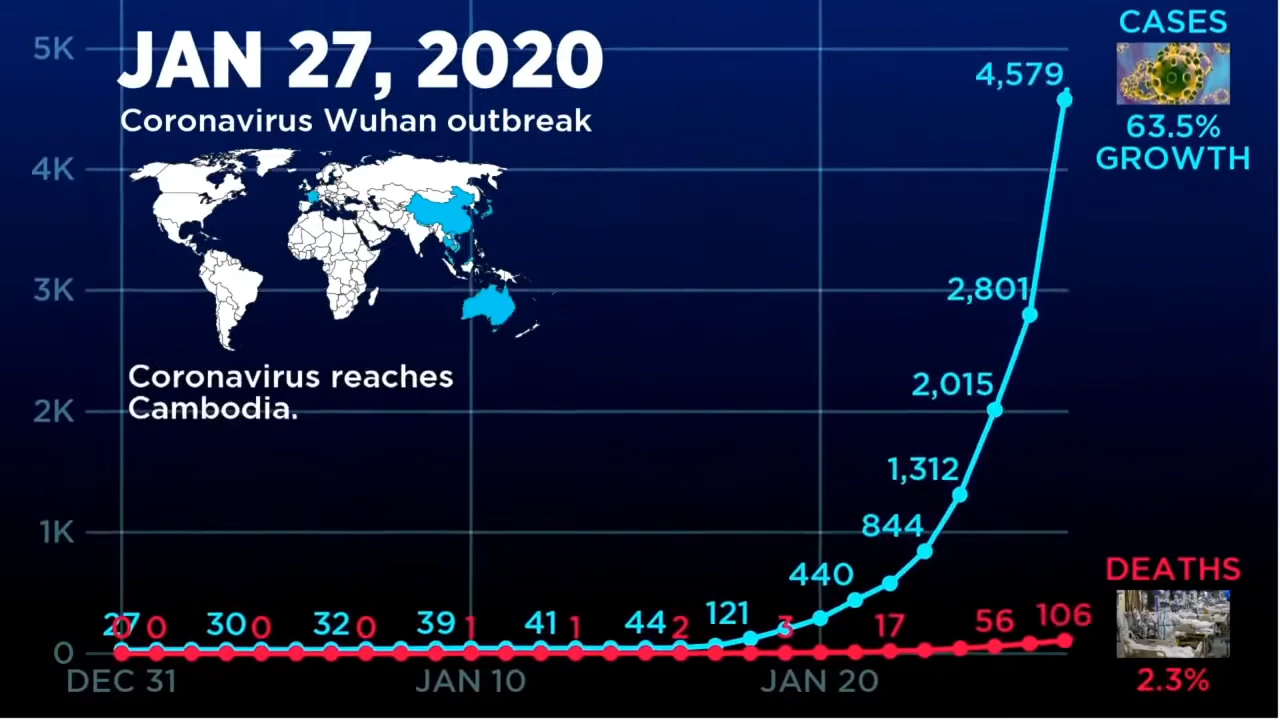 CASES
5K
JAN 27, 2020
4,579
Coronavirus Wuhan outbreak
63.5%
GROWTH
4K
3K
2,801
Coronavirus reaches
Cambodia.
2,015
2K
1,312
1K
844
440
DEATHS
27 30 32 39 41 44 121
0 0 0 0 1 1 2 3 17 56 106
0
DEC 31 JAN 10 JAN 20
2.3%